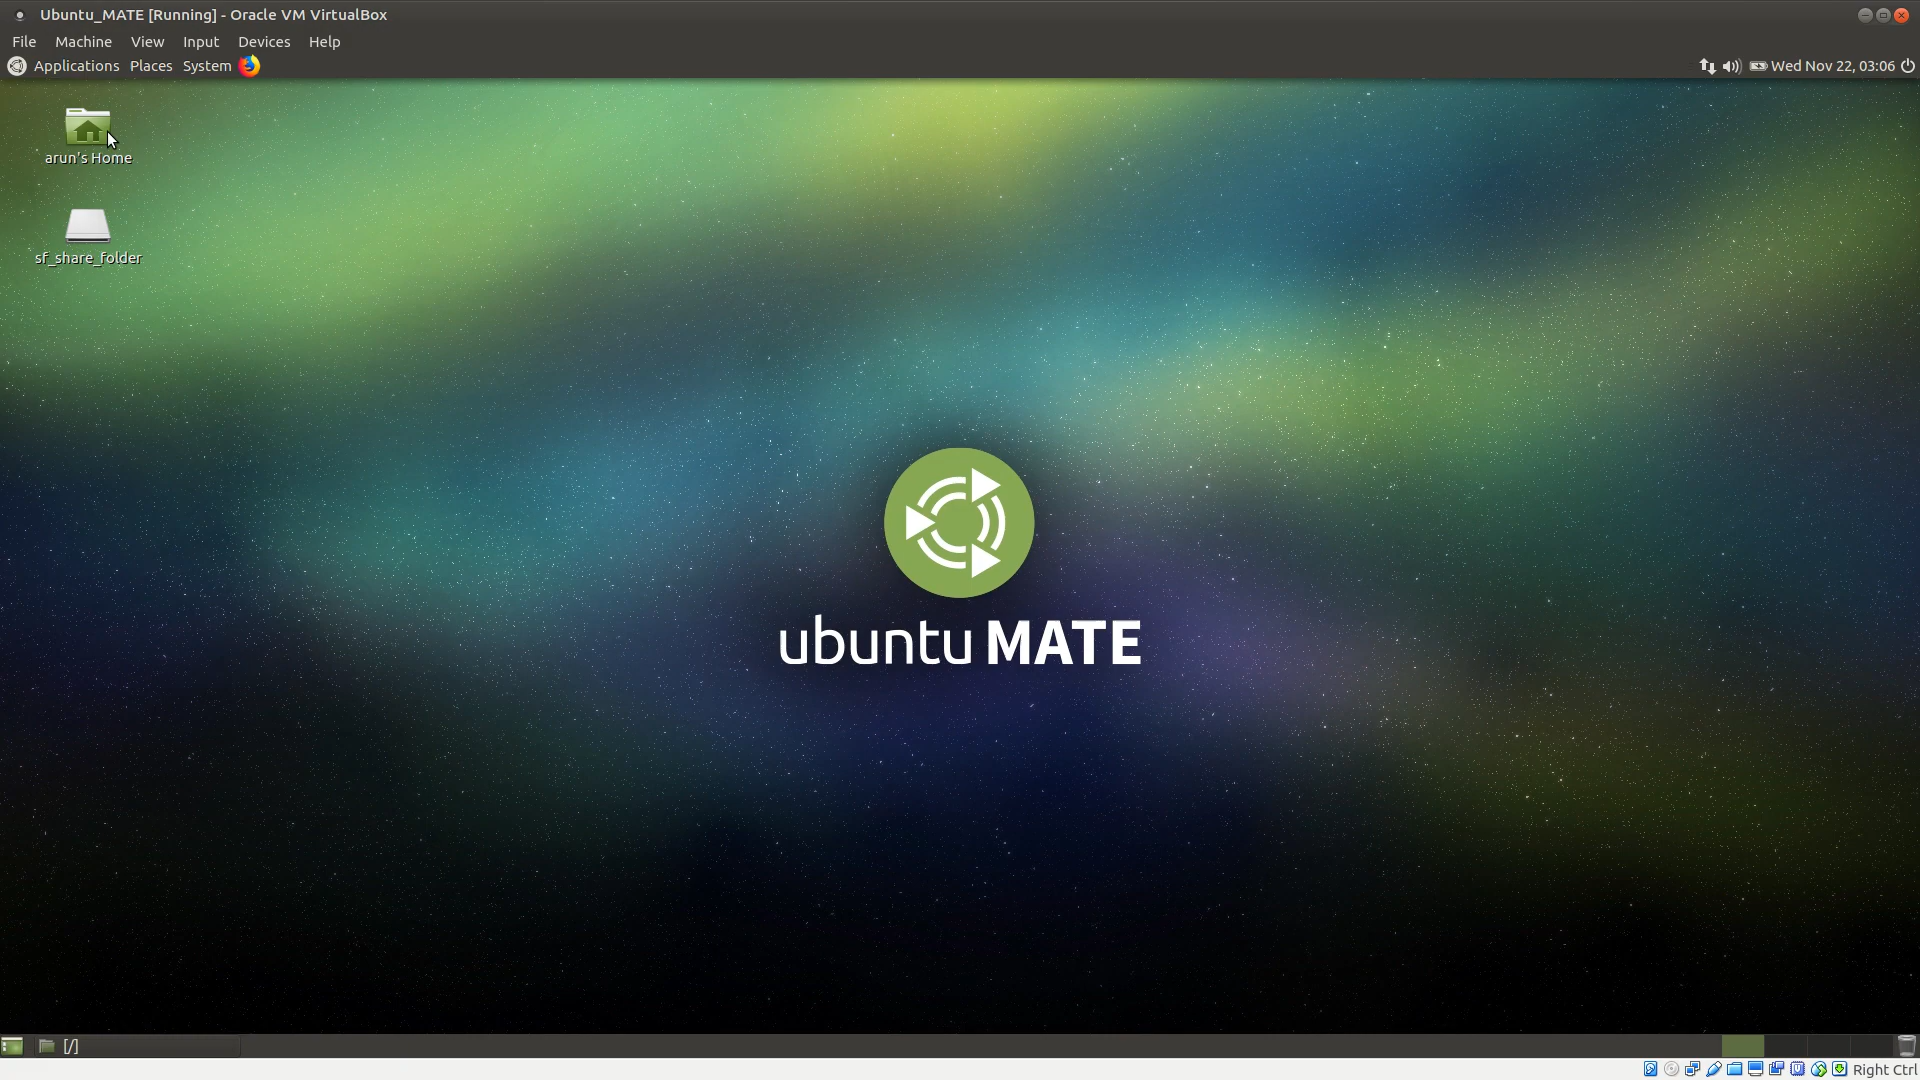 Ubuntu_MATE [Running] - Oracle VM VirtualBox
File Machine View Input Devices Help
Applications Places System Wed Nov 22, 03:06
arun's Home
sf_share_folder
ubuntu MATE
[/]
Right Ctrl